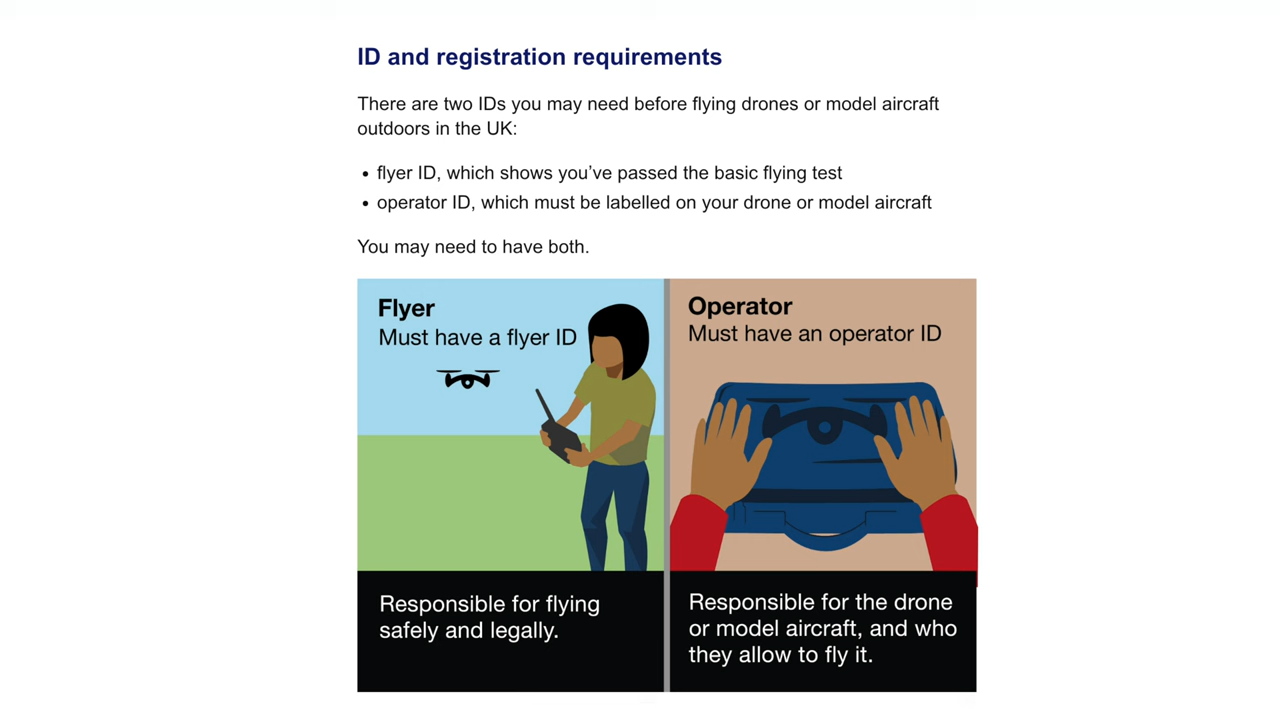 ID and registration requirements
There are two IDs you may need before flying drones or model aircraft
outdoors in the UK:
• flyer ID, which shows you’ve passed the basic flying test
• operator ID, which must be labelled on your drone or model aircraft
You may need to have both.
Flyer
Must have a flyer ID
Responsible for flying
safely and legally.
Operator
Must have an operator ID
Responsible for the drone
or model aircraft, and who
they allow to fly it.